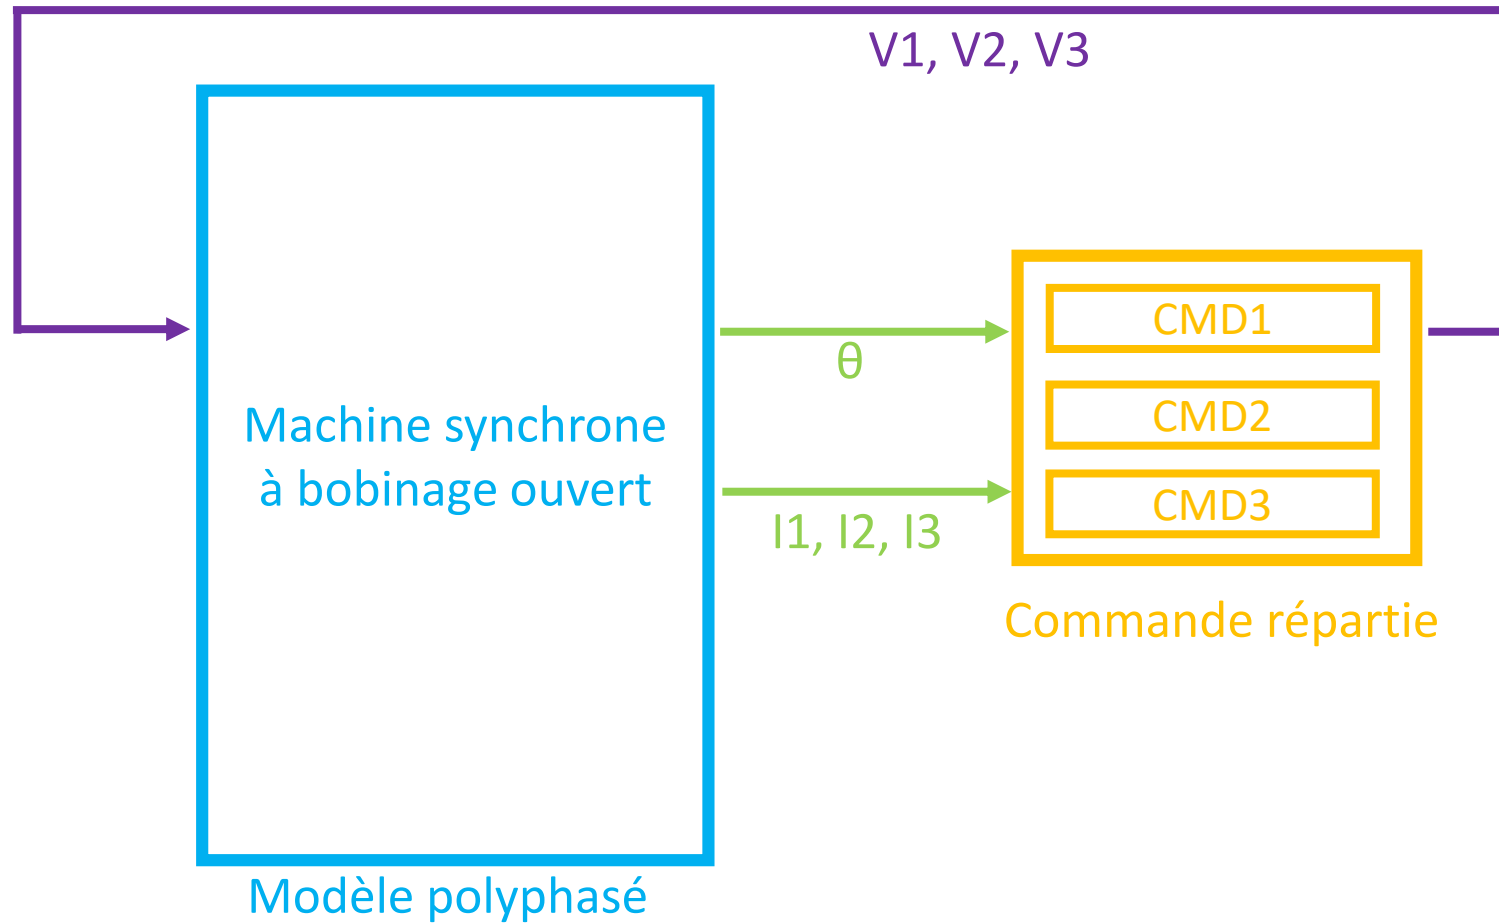 V1, V2, V3
Machine synchrone
à bobinage ouvert
θ
I1, I2, I3
CMD1
CMD2
CMD3
Commande répartie
Modèle polyphasé